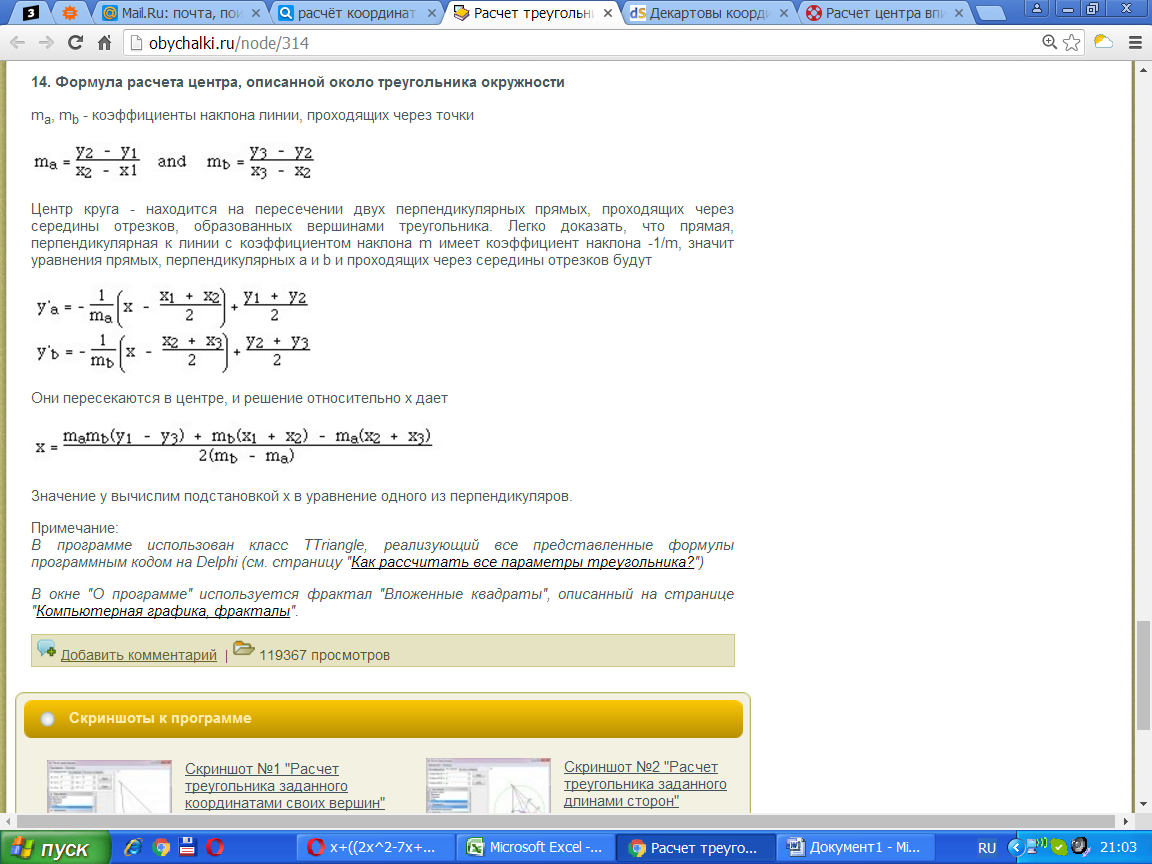 З
Mail.Ru: почта, пои
расчёт координат
Расчет треугольни
Декартовы коорди
Расчет центра впи
obychalki.ru/node/314
14. Формула расчета центра, описанной около треугольника окружности
ma, mb - коэффициенты наклона линии, проходящих через точки
ma = (y2 - y1)/(x2 - x1) and mb = (y3 - y2)/(x3 - x2)
Центр круга - находится на пересечении двух перпендикулярных прямых, проходящих через
середины отрезков, образованных вершинами треугольника. Легко доказать, что прямая,
перпендикулярная к линии с коэффициентом наклона m имеет коэффициент наклона -1/m, значит
уравнения прямых, перпендикулярных a и b и проходящих через середины отрезков будут
y'a = - 1/ma (x - (x1 + x2)/2) + (y1 + y2)/2
y'b = - 1/mb (x - (x2 + x3)/2) + (y2 + y3)/2
Они пересекаются в центре, и решение относительно x дает
x = (mamb(y1 - y3) + mb(x1 + x2) - ma(x2 + x3))/(2(mb - ma))
Значение y вычислим подстановкой x в уравнение одного из перпендикуляров.
Примечание:
В программе использован класс TTriangle, реализующий все представленные формулы
программным кодом на Delphi (см. страницу "Как рассчитать все параметры треугольника?")
В окне "О программе" используется фрактал "Вложенные квадраты", описанный на странице
"Компьютерная графика, фракталы".
Добавить комментарий | 119367 просмотров
Скриншоты к программе
Скриншот №1 "Расчет
треугольника заданного
координатами своих вершин"
Скриншот №2 "Расчет
треугольника заданного
длинами сторон"
пуск
x+((2x^2-7x+...
Microsoft Excel -...
Расчет треуго...
Документ1 - Mi...
RU
21:03